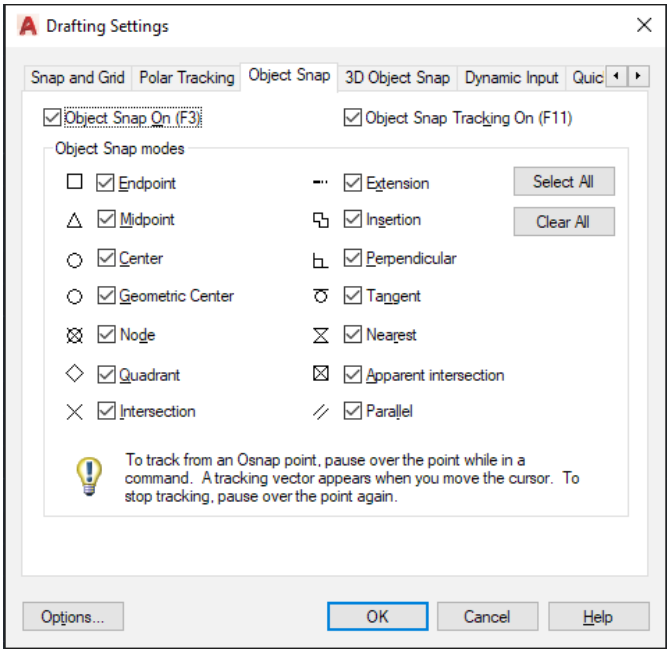 Drafting Settings
Snap and Grid Polar Tracking Object Snap 3D Object Snap Dynamic Input Quic
Object Snap On (F3) Object Snap Tracking On (F11)
Object Snap modes
Endpoint Extension Select All
Midpoint Insertion Clear All
Center Perpendicular
Geometric Center Tangent
Node Nearest
Quadrant Apparent intersection
Intersection Parallel
To track from an Osnap point, pause over the point while in a
command. A tracking vector appears when you move the cursor. To
stop tracking, pause over the point again.
Options... OK Cancel Help